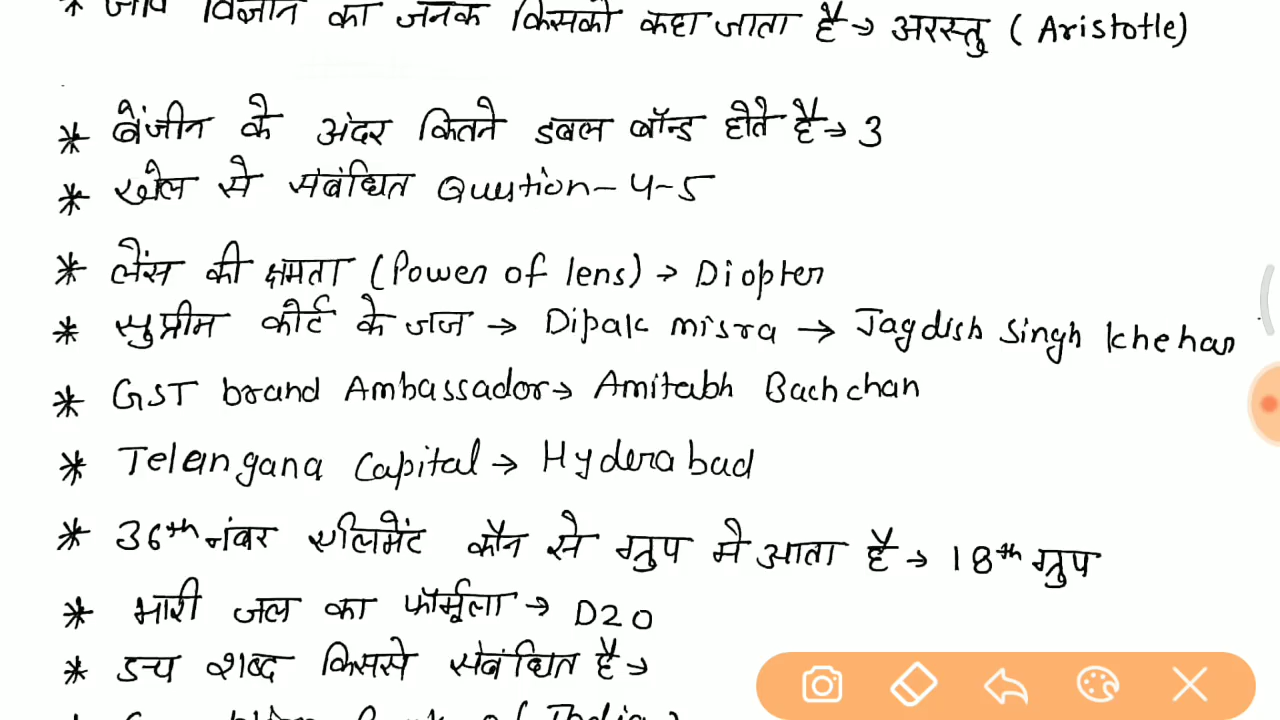 * जीव विज्ञान का जनक किसको कहा जाता है → अरस्तु ( Aristotle)
* बेंजीन के अंदर कितने डबल बॉन्ड होते है → 3
* खेल से संबंधित Question - 4-5
* लेंस की क्षमता (Power of lens) → Diopter
* सुप्रीम कोर्ट के जज → Dipak misra → Jagdish Singh Khehar
* GST brand Ambassador → Amitabh Bachchan
* Telangana Capital → Hyderabad
* 36th नंबर एलिमेंट कौन से ग्रुप मे आता है → 18th ग्रुप
* भारी जल का फॉर्मूला → D2O
* डच शब्द किससे संबंधित है →
of India